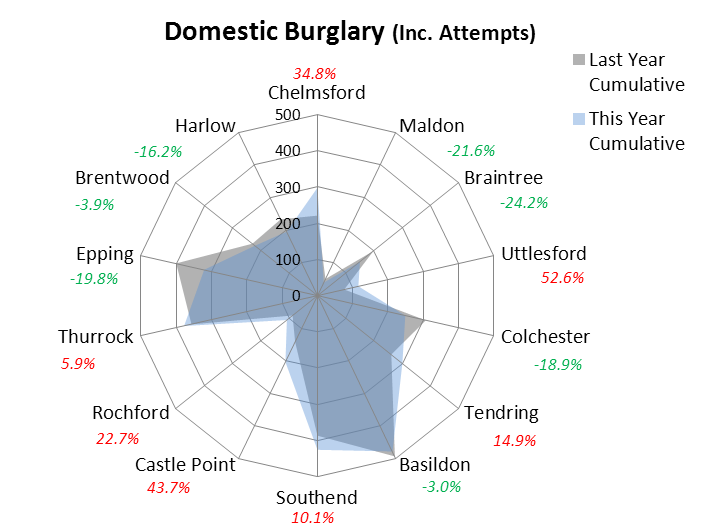 Domestic Burglary (Inc. Attempts)
Last Year
Cumulative
This Year
Cumulative
34.8%
Chelmsford
500
400
300
200
100
0
Maldon
-21.6%
Braintree
-24.2%
Uttlesford
52.6%
Colchester
-18.9%
Tendring
14.9%
Basildon
-3.0%
Southend
10.1%
Castle Point
43.7%
Rochford
22.7%
Thurrock
5.9%
Epping
-19.8%
Brentwood
-3.9%
Harlow
-16.2%